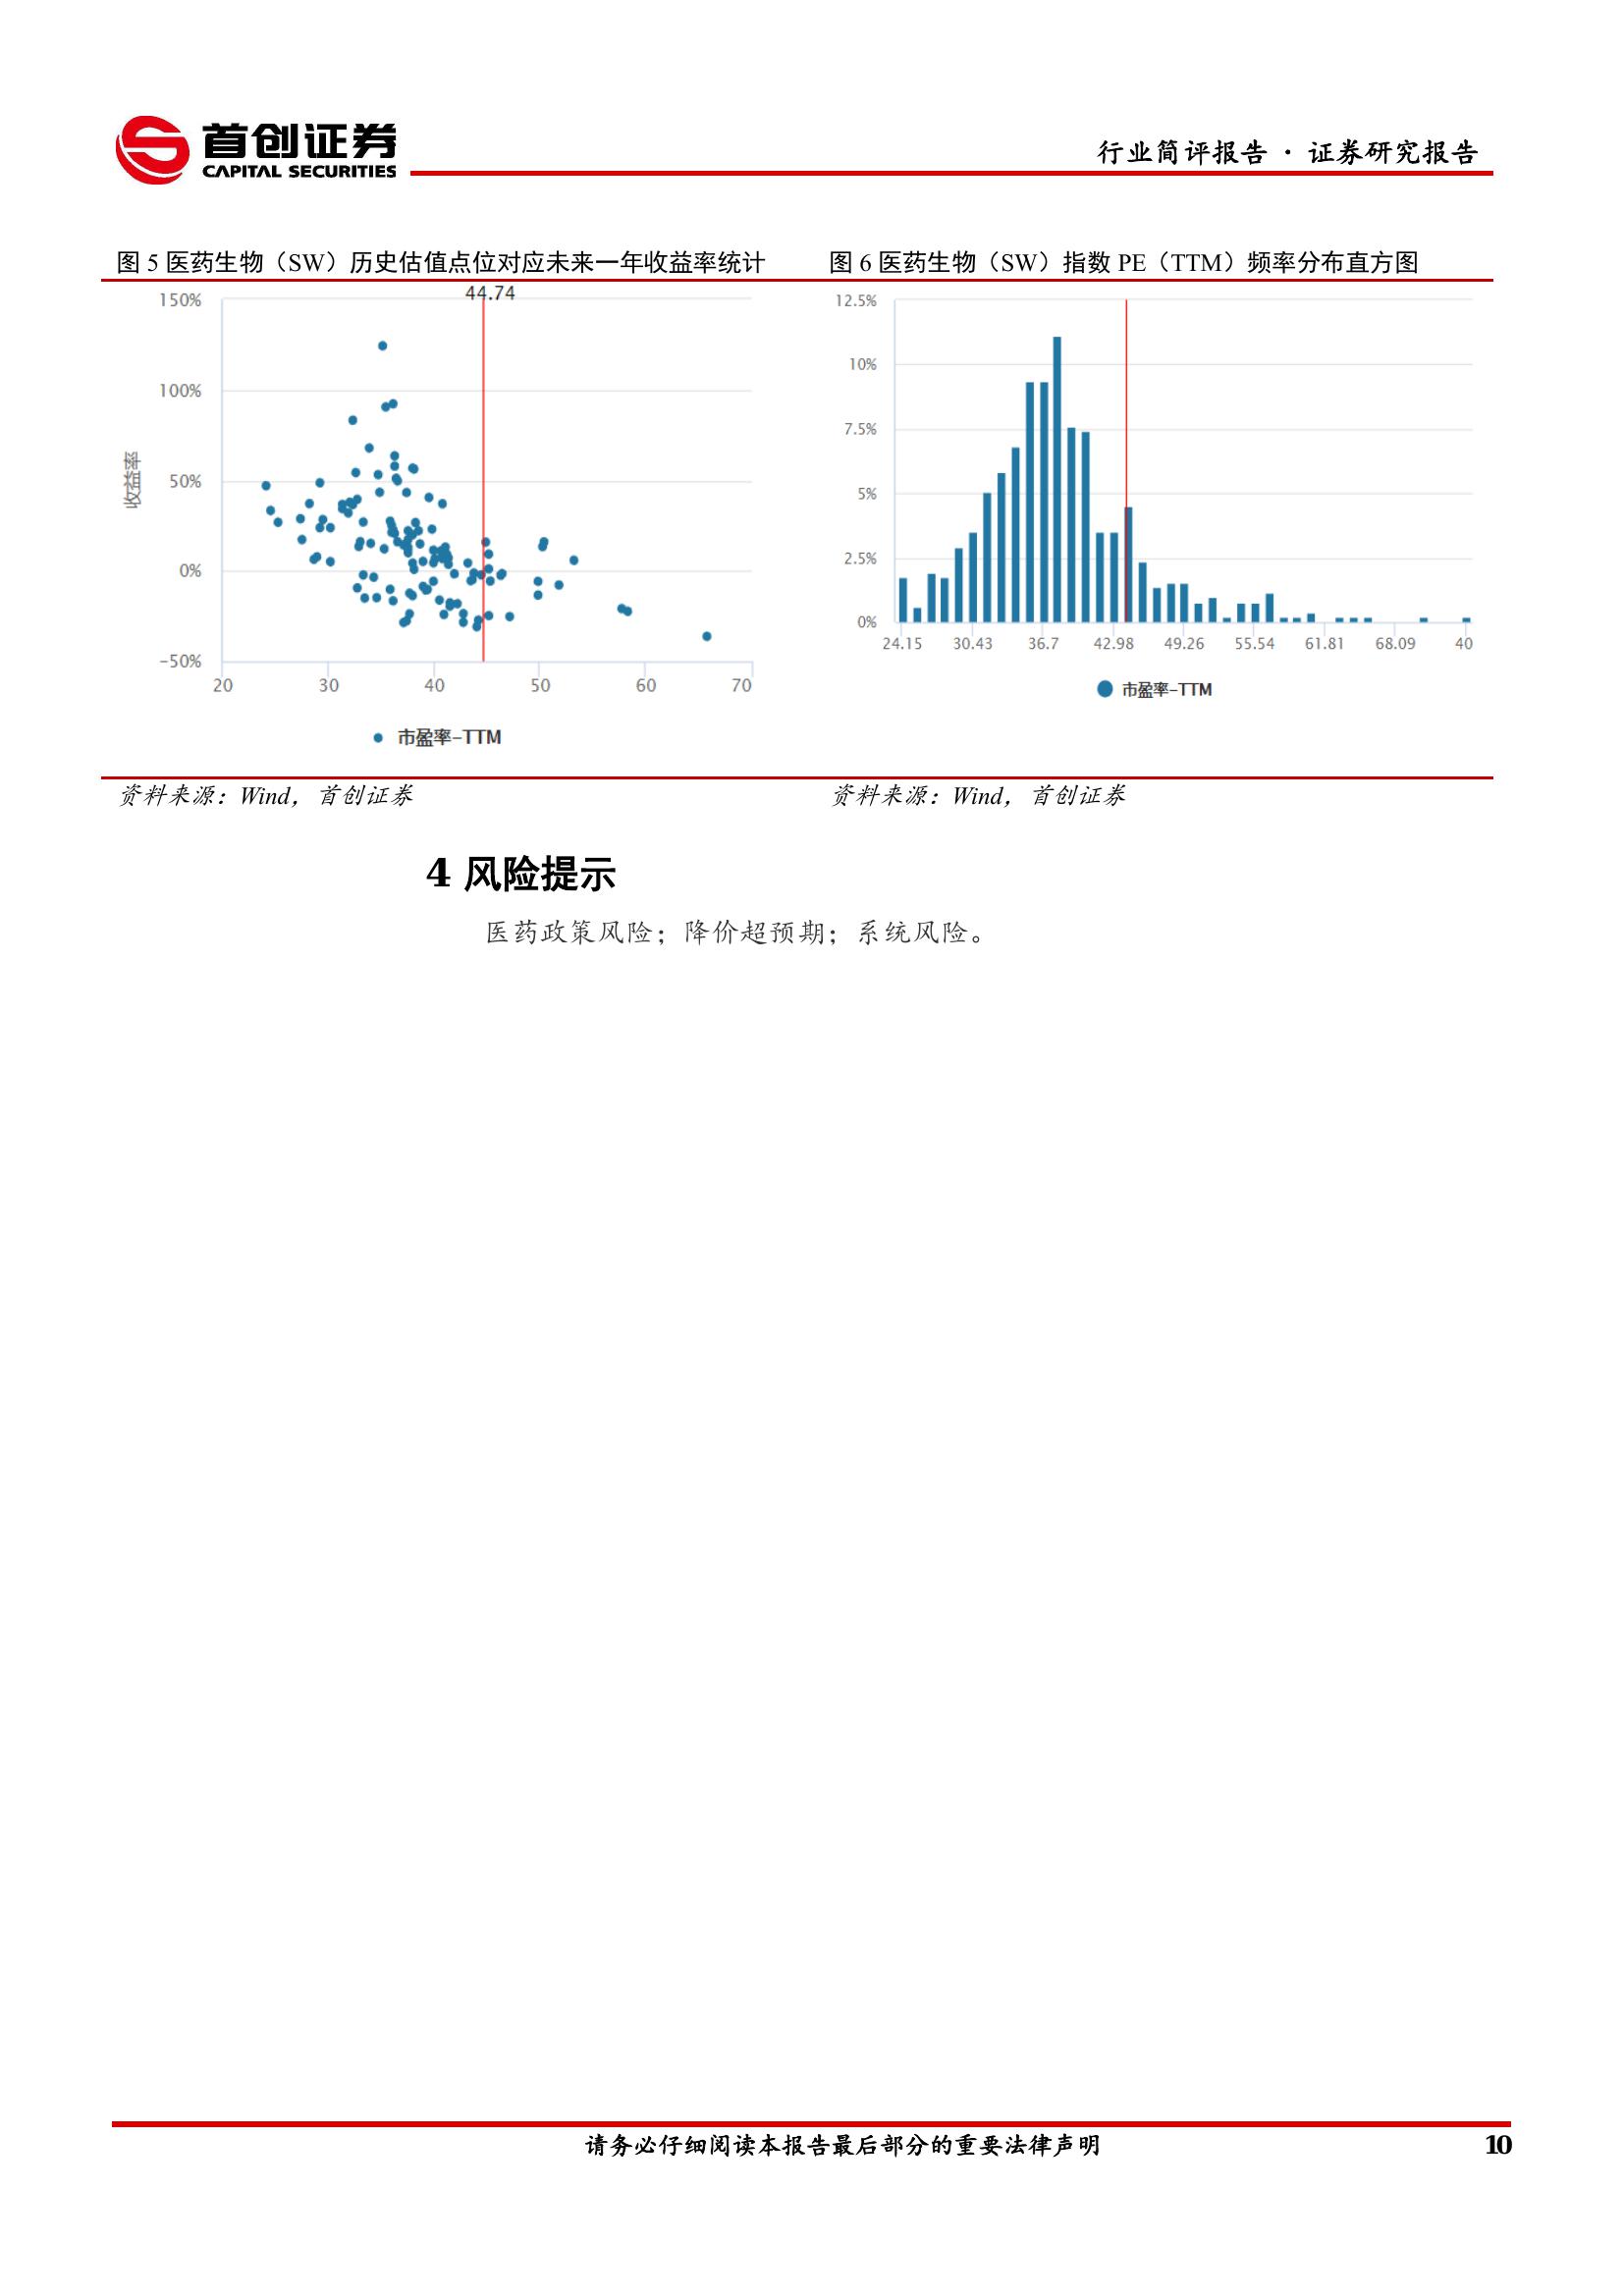 首创证券
CAPITAL SECURITIES
行业简评报告 · 证券研究报告
图 5 医药生物（SW）历史估值点位对应未来一年收益率统计
44.74
150%
100%
50%
0%
-50%
收益率
20 30 40 50 60 70
市盈率-TTM
图 6 医药生物（SW）指数 PE（TTM）频率分布直方图
12.5%
10%
7.5%
5%
2.5%
0%
24.15 30.43 36.7 42.98 49.26 55.54 61.81 68.09 40
市盈率-TTM
资料来源：Wind，首创证券
资料来源：Wind，首创证券
4 风险提示
医药政策风险；降价超预期；系统风险。
请务必仔细阅读本报告最后部分的重要法律声明
10